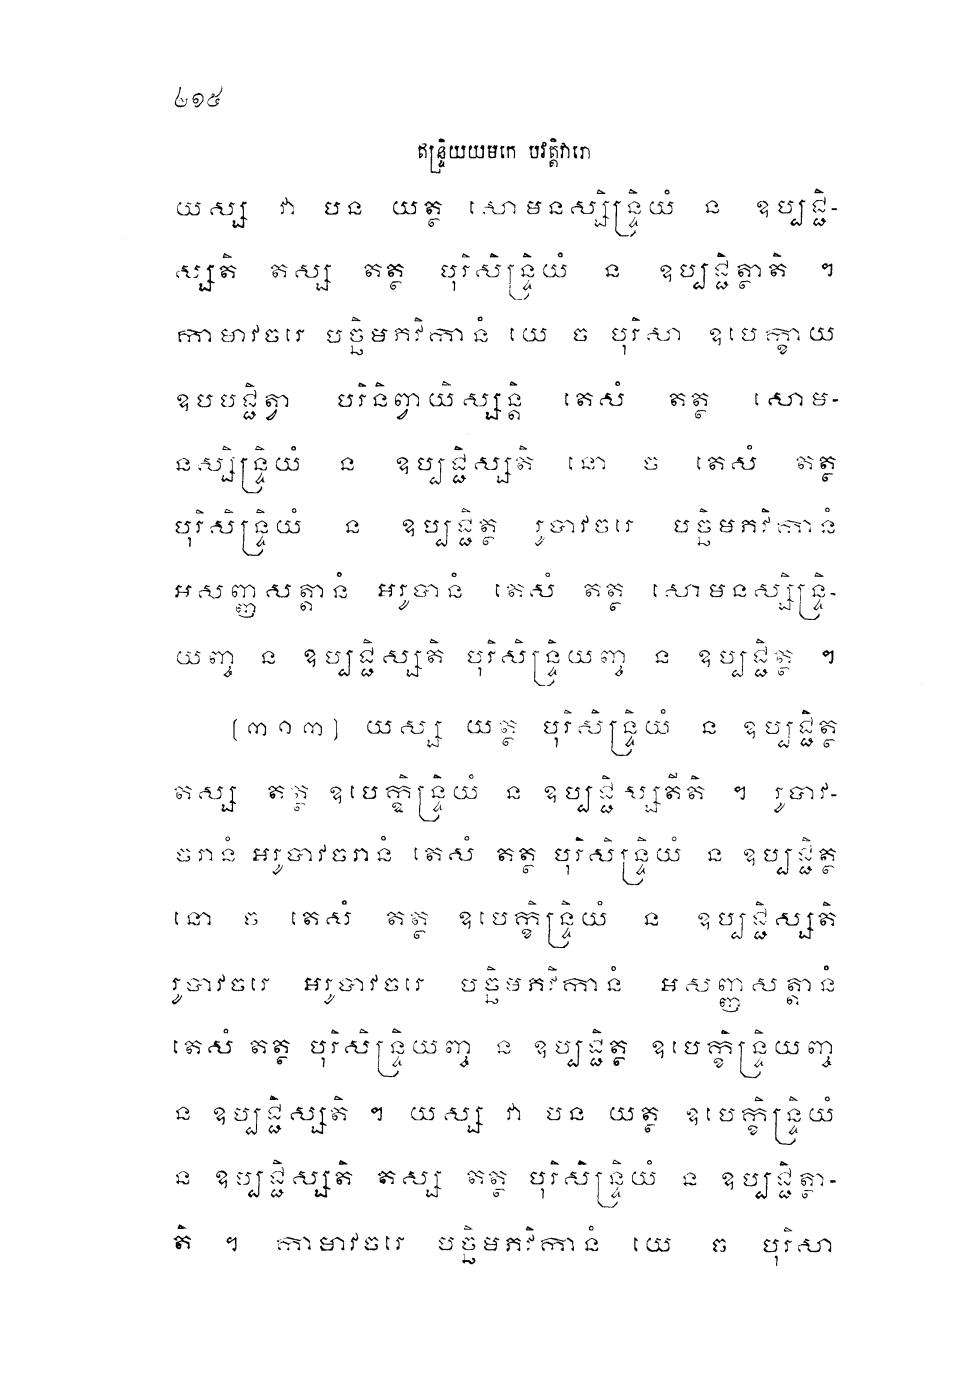 ៤១៥
ឥន្ទ្រិយយមកេ បវត្តិវារោ
យស្ស វា បន យត្ថ សោមនស្សិន្ទ្រិយំ ន ឧប្បជ្ជិ-
ស្សតិ តស្ស តត្ថ បុរិសិន្ទ្រិយំ ន ឧប្បជ្ជិត្ថាតិ ។
កាមាវចរេ បច្ឆិមភវិកានំ យេ ច បុរិសា ឧបេក្ខាយ
ឧបបជ្ជិត្វា បរិនិព្វាយិស្សន្តិ តេសំ តត្ថ សោម-
នស្សិន្ទ្រិយំ ន ឧប្បជ្ជិស្សតិ នោ ច តេសំ តត្ថ
បុរិសិន្ទ្រិយំ ន ឧប្បជ្ជិត្ថ រូបាវចរេ បច្ឆិមភវិកានំ
អសញ្ញសត្តានំ អរូបានំ តេសំ តត្ថ សោមនស្សិន្ទ្រិ-
យញ្ច ន ឧប្បជ្ជិស្សតិ បុរិសិន្ទ្រិយញ្ច ន ឧប្បជ្ជិត្ថ ។
[៣១៣] យស្ស យត្ថ បុរិសិន្ទ្រិយំ ន ឧប្បជ្ជិត្ថ
តស្ស តត្ថ ឧបេក្ខិន្ទ្រិយំ ន ឧប្បជ្ជិស្សតីតិ ។ រូបាវ-
ចរានំ អរូបាវចរានំ តេសំ តត្ថ បុរិសិន្ទ្រិយំ ន ឧប្បជ្ជិត្ថ
នោ ច តេសំ តត្ថ ឧបេក្ខិន្ទ្រិយំ ន ឧប្បជ្ជិស្សតិ
រូបាវចរេ អរូបាវចរេ បច្ឆិមភវិកានំ អសញ្ញសត្តានំ
តេសំ តត្ថ បុរិសិន្ទ្រិយញ្ច ន ឧប្បជ្ជិត្ថ ឧបេក្ខិន្ទ្រិយញ្ច
ន ឧប្បជ្ជិស្សតិ ។ យស្ស វា បន យត្ថ ឧបេក្ខិន្ទ្រិយំ
ន ឧប្បជ្ជិស្សតិ តស្ស តត្ថ បុរិសិន្ទ្រិយំ ន ឧប្បជ្ជិត្ថា-
តិ ។ កាមាវចរេ បច្ឆិមភវិកានំ យេ ច បុរិសា